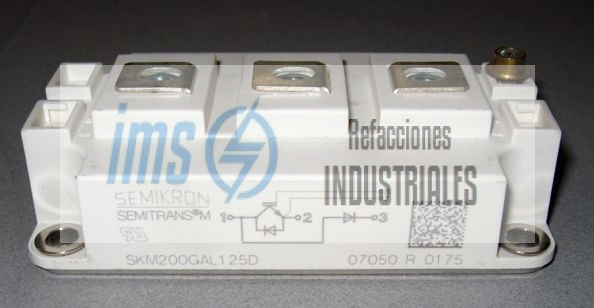 ims
Refacciones
INDUSTRIALES
SEMIKRON
SEMITRANS® M
1
2
3
SKM200GAL125D
07050 R 0175